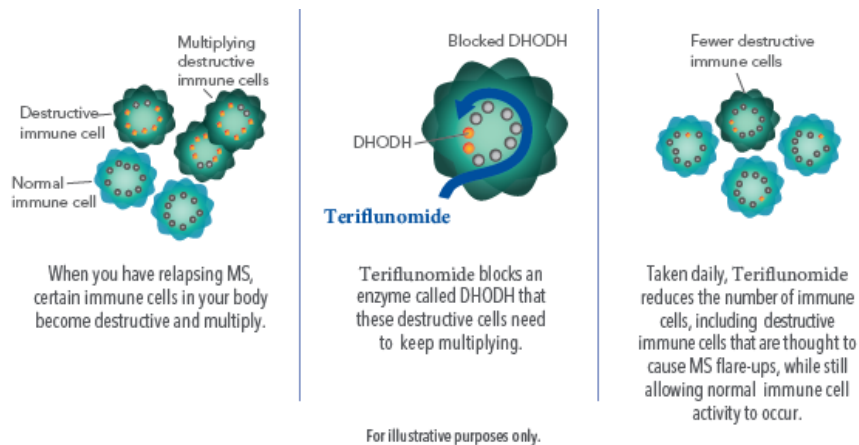 Multiplying
destructive
immune cells
Destructive
immune cell
Normal
immune cell
When you have relapsing MS,
certain immune cells in your body
become destructive and multiply.
Blocked DHODH
DHODH
Teriflunomide
Teriflunomide blocks an
enzyme called DHODH that
these destructive cells need
to keep multiplying.
Fewer destructive
immune cells
Taken daily, Teriflunomide
reduces the number of immune
cells, including destructive
immune cells that are thought to
cause MS flare-ups, while still
allowing normal immune cell
activity to occur.
For illustrative purposes only.